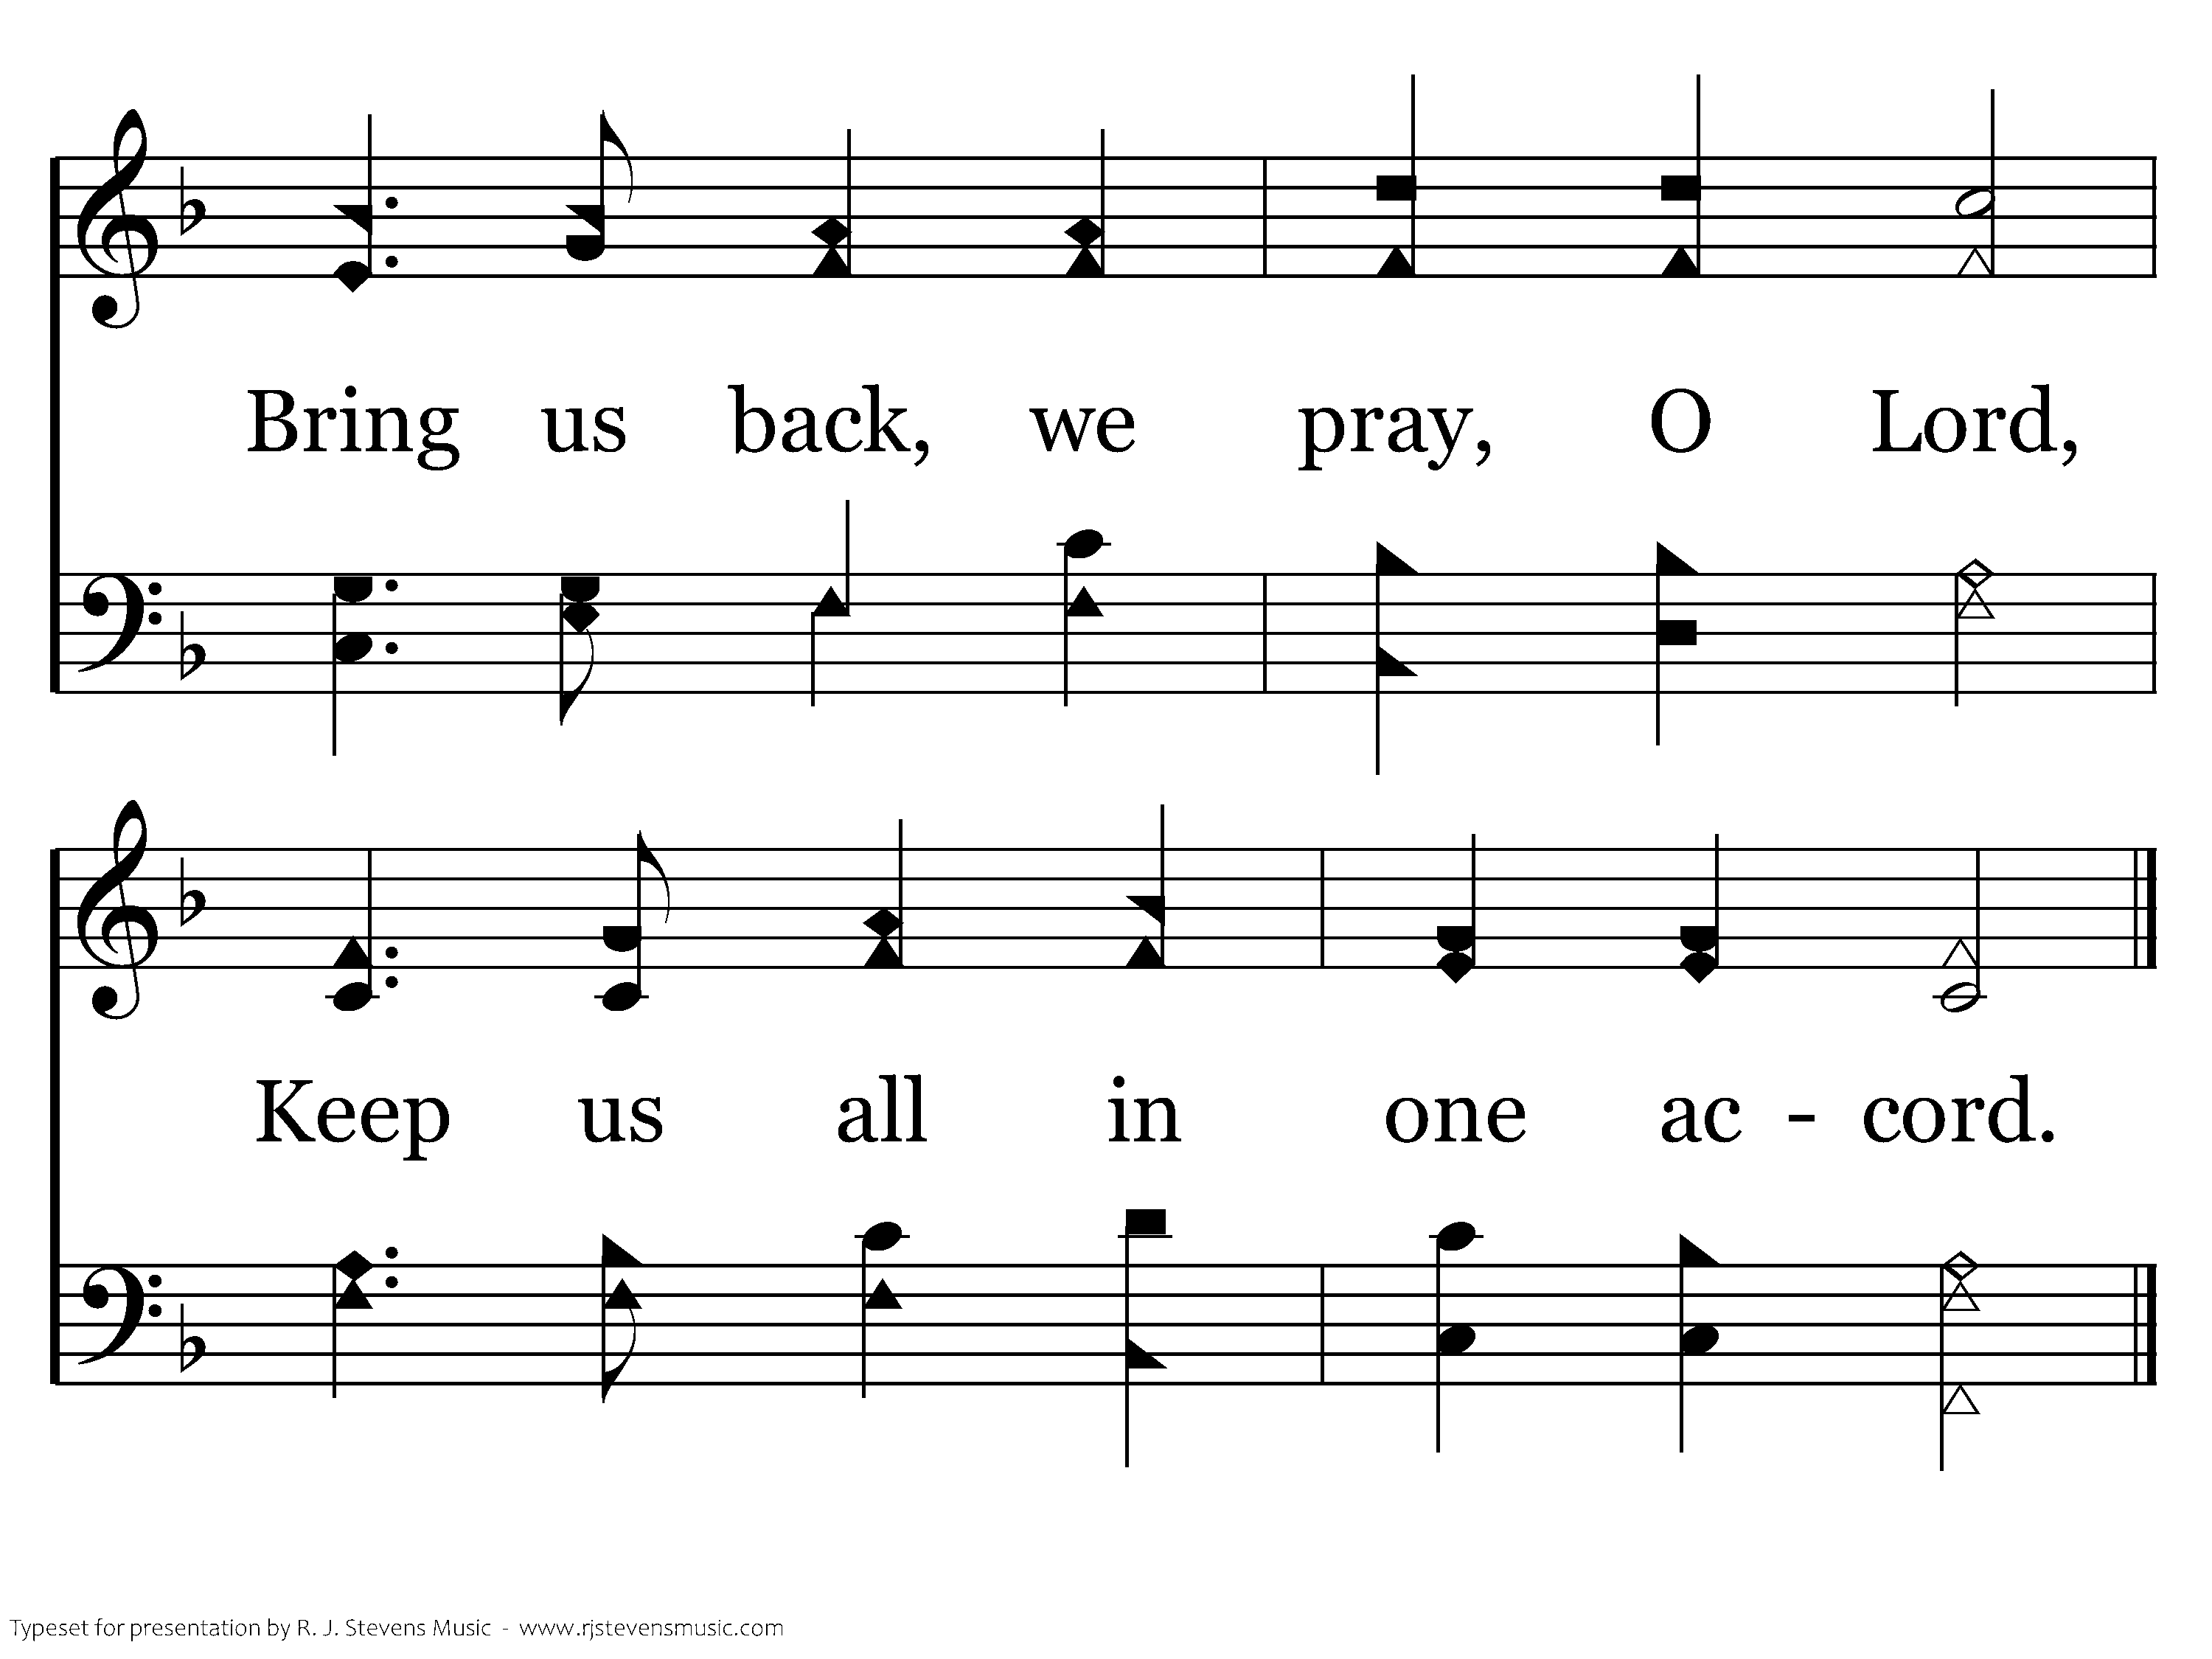 Bring us back, we pray, O Lord,
Keep us all in one ac - cord.
Typeset for presentation by R. J. Stevens Music - www.rjstevensmusic.com